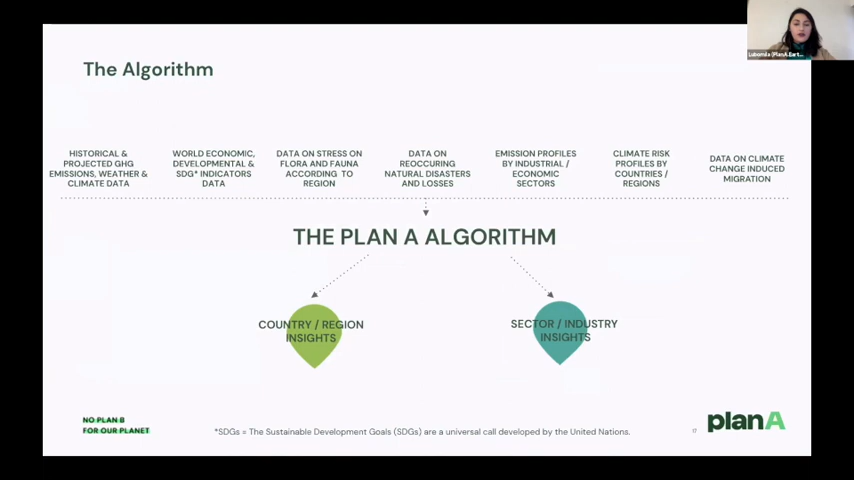 Lubomila (PlanA.Eart...
The Algorithm
HISTORICAL &
PROJECTED GHG
EMISSIONS, WEATHER &
CLIMATE DATA
WORLD ECONOMIC,
DEVELOPMENTAL &
SDG* INDICATORS
DATA
DATA ON STRESS ON
FLORA AND FAUNA
ACCORDING TO
REGION
DATA ON
REOCCURING
NATURAL DISASTERS
AND LOSSES
EMISSION PROFILES
BY INDUSTRIAL /
ECONOMIC
SECTORS
CLIMATE RISK
PROFILES BY
COUNTRIES /
REGIONS
DATA ON CLIMATE
CHANGE INDUCED
MIGRATION
THE PLAN A ALGORITHM
COUNTRY / REGION
INSIGHTS
SECTOR / INDUSTRY
INSIGHTS
NO PLAN B
FOR OUR PLANET
*SDGs = The Sustainable Development Goals (SDGs) are a universal call developed by the United Nations.
17
planA